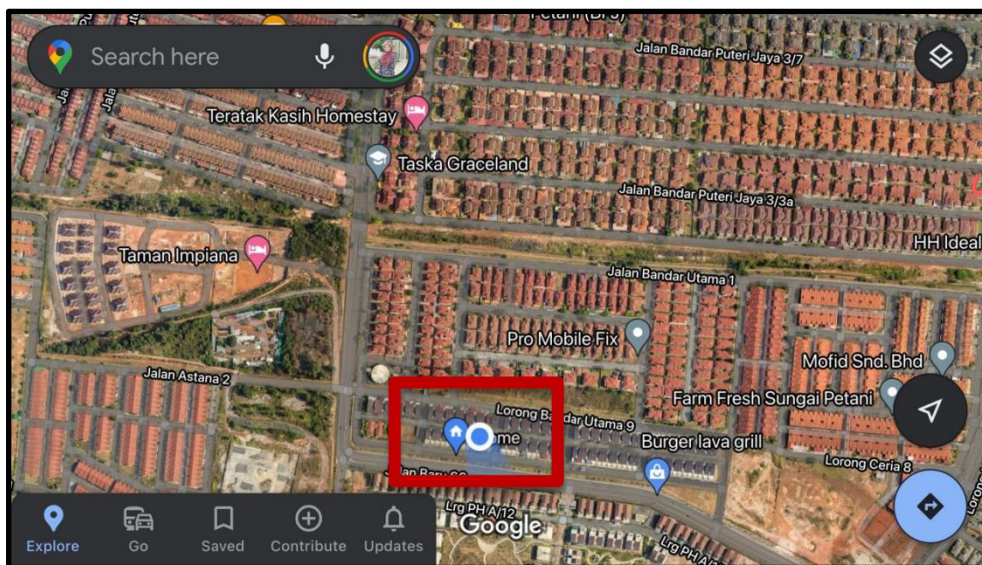 Search here
Jalan Bandar Puteri Jaya 3/7
Teratak Kasih Homestay
Taska Graceland
Jalan Bandar Puteri Jaya 3/3a
HH Ideal
Taman Impiana
Jalan Bandar Utama 1
Pro Mobile Fix
Mofid Snd. Bhd
Jalan Astana 2
Farm Fresh Sungai Petani
Lorong Bandar Utama 9
Burger lava grill
Lorong Ceria 8
Lrg PH A/12
Google
Explore
Go
Saved
Contribute
Updates